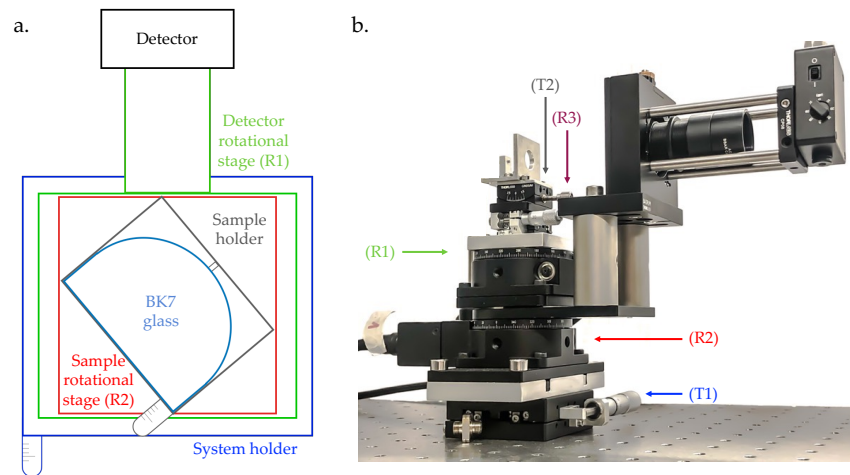 a.
Detector
Detector
rotational
stage (R1)
Sample
holder
BK7
glass
Sample
rotational
stage (R2)
System holder
b.
(T2)
(R3)
(R1)
(R2)
(T1)
THORLABS